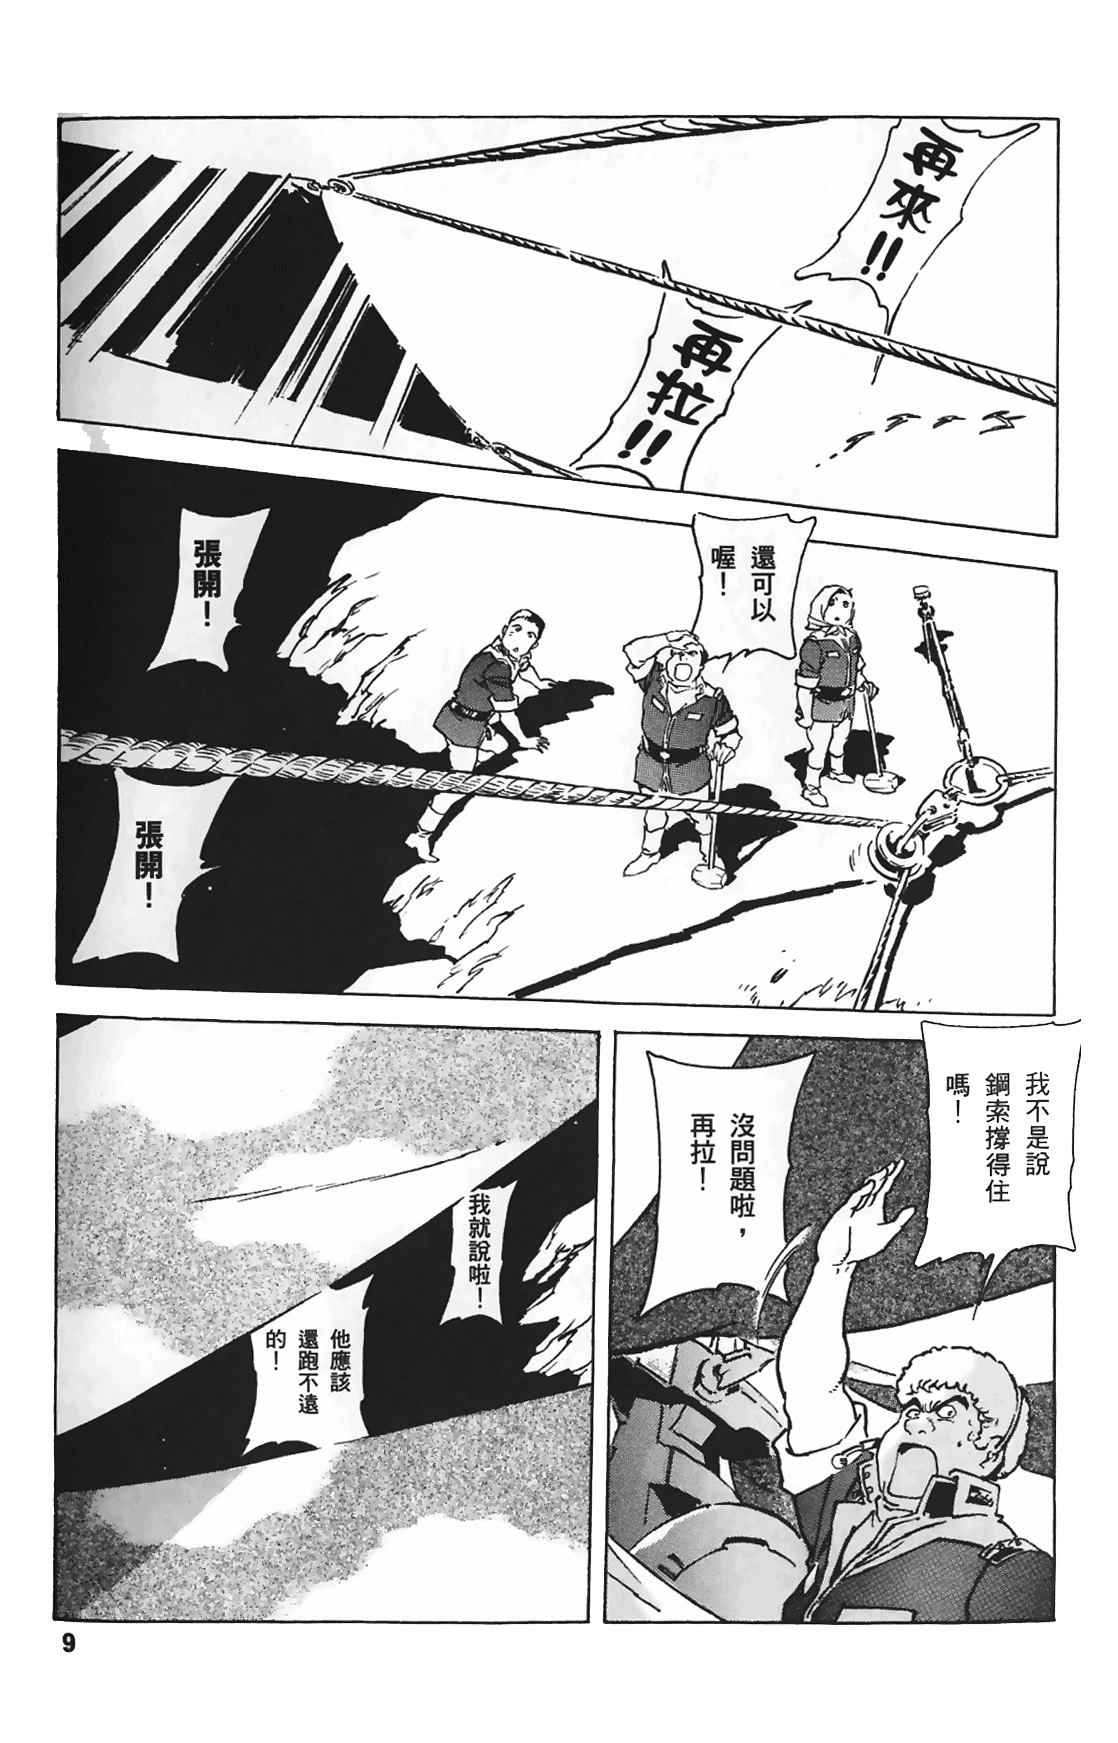 再來!!
再拉!!
還可以
喔！
張開！
張開！
我不是說
鋼索撐得住
嗎！
沒問題啦，
再拉！
我就說啦！
他應該
還跑不遠
的！
9